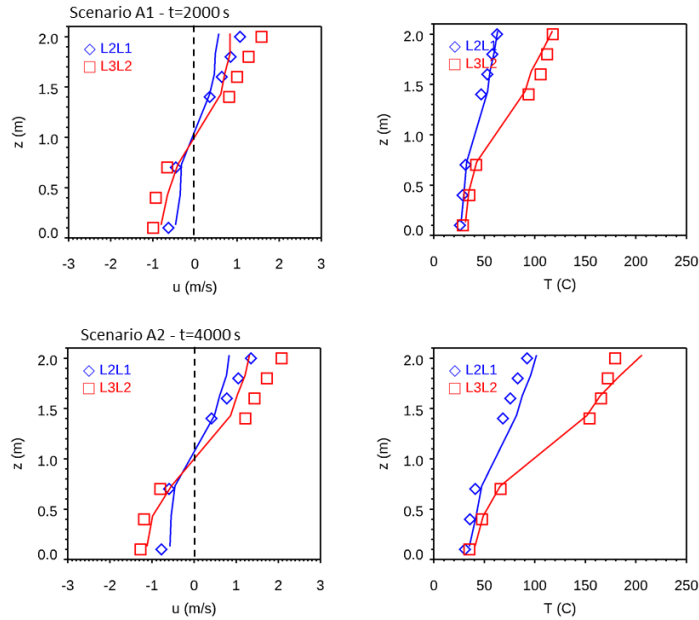 Scenario A1 - t=2000 s
2.0
1.5
1.0
0.5
0.0
z (m)
L2L1
L3L2
-3 -2 -1 0 1 2 3
u (m/s)
2.0
1.5
1.0
0.5
0.0
z (m)
L2L1
L3L2
0 50 100 150 200 250
T (C)
Scenario A2 - t=4000 s
2.0
1.5
1.0
0.5
0.0
z (m)
L2L1
L3L2
-3 -2 -1 0 1 2 3
u (m/s)
2.0
1.5
1.0
0.5
0.0
z (m)
L2L1
L3L2
0 50 100 150 200 250
T (C)